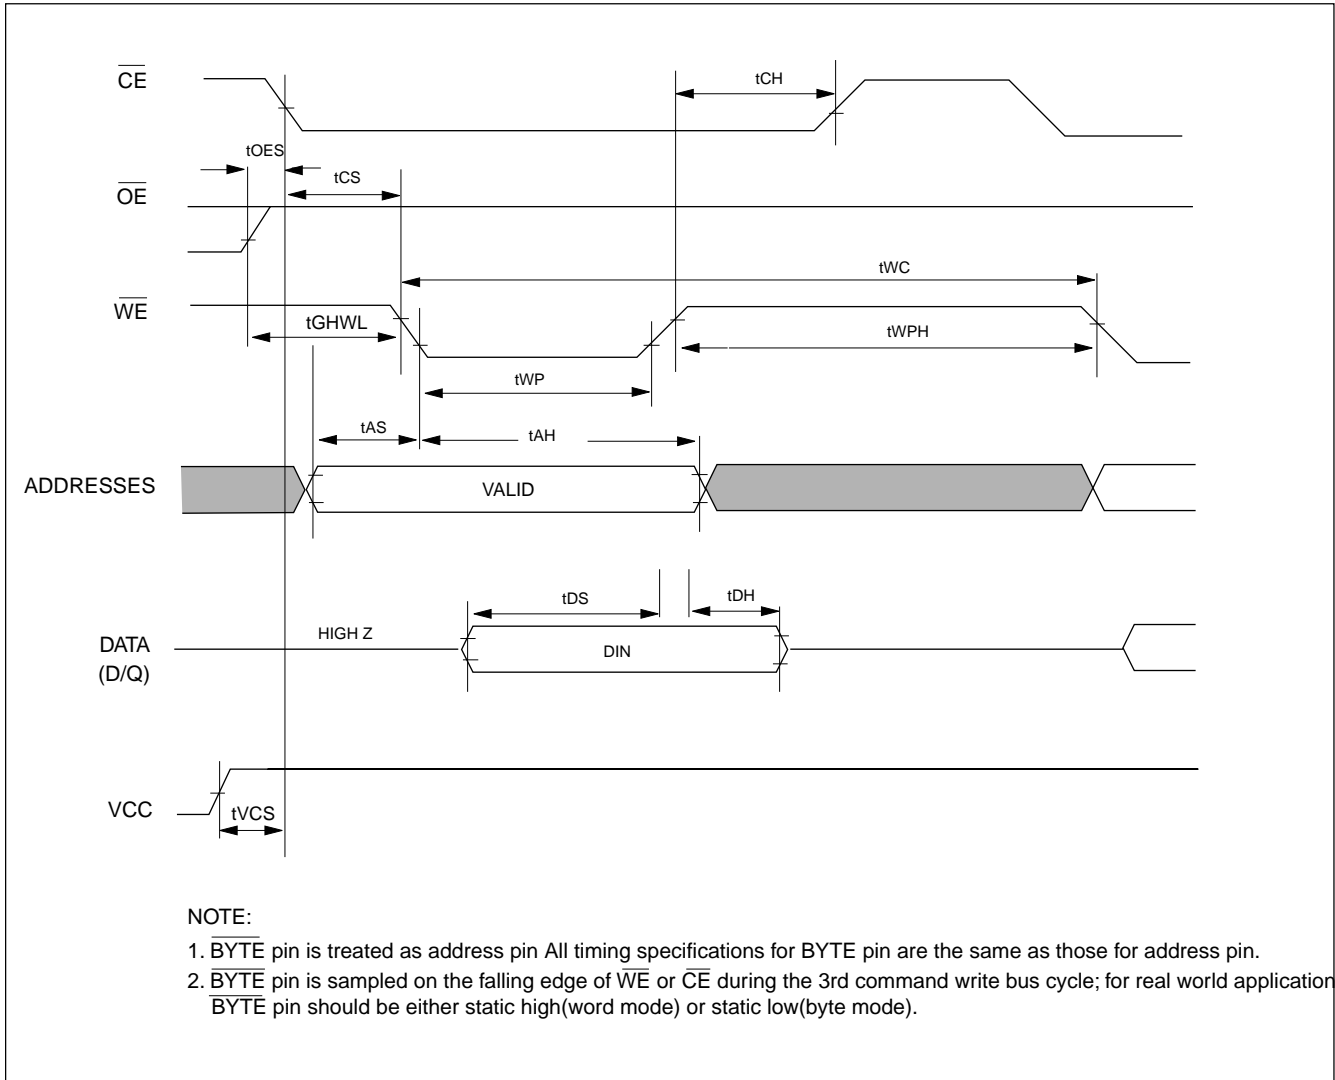 CE
tCH
tOES
tCS
OE
tWC
WE
tGHWL
tWPH
tWP
tAS
tAH
ADDRESSES
VALID
tDS
tDH
HIGH Z
DATA
(D/Q)
DIN
VCC
tVCS
NOTE:
1. BYTE pin is treated as address pin All timing specifications for BYTE pin are the same as those for address pin.
2. BYTE pin is sampled on the falling edge of WE or CE during the 3rd command write bus cycle; for real world application
BYTE pin should be either static high(word mode) or static low(byte mode).